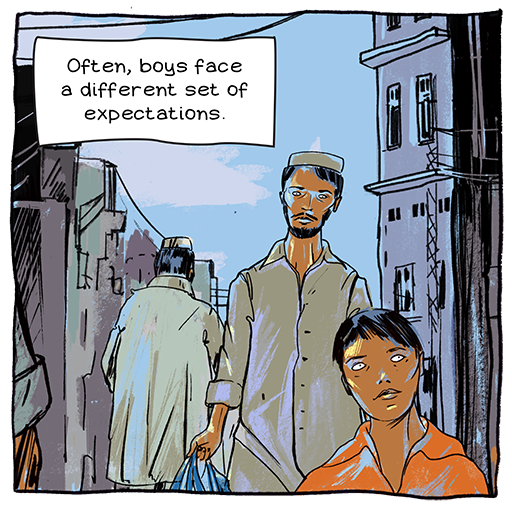 Often, boys face
a different set of
expectations.